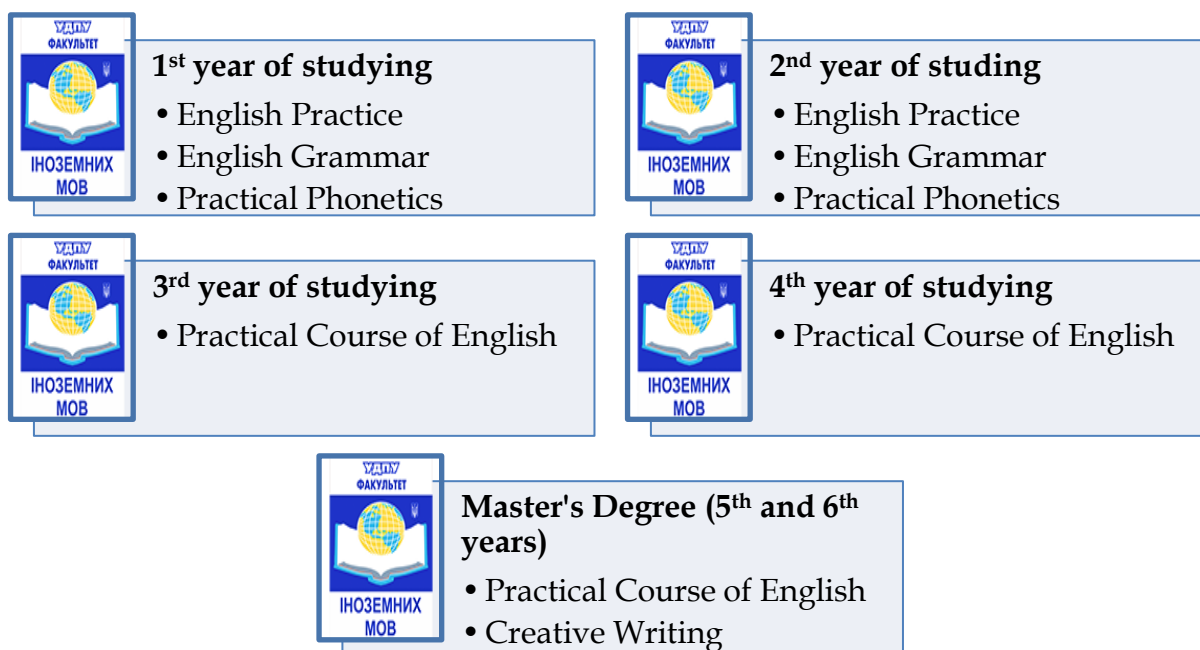 УДПУ
ФАКУЛЬТЕТ
ІНОЗЕМНИХ
МОВ
1st year of studying
• English Practice
• English Grammar
• Practical Phonetics
УДПУ
ФАКУЛЬТЕТ
ІНОЗЕМНИХ
МОВ
2nd year of studing
• English Practice
• English Grammar
• Practical Phonetics
УДПУ
ФАКУЛЬТЕТ
ІНОЗЕМНИХ
МОВ
3rd year of studying
• Practical Course of English
УДПУ
ФАКУЛЬТЕТ
ІНОЗЕМНИХ
МОВ
4th year of studying
• Practical Course of English
УДПУ
ФАКУЛЬТЕТ
ІНОЗЕМНИХ
МОВ
Master's Degree (5th and 6th
years)
• Practical Course of English
• Creative Writing